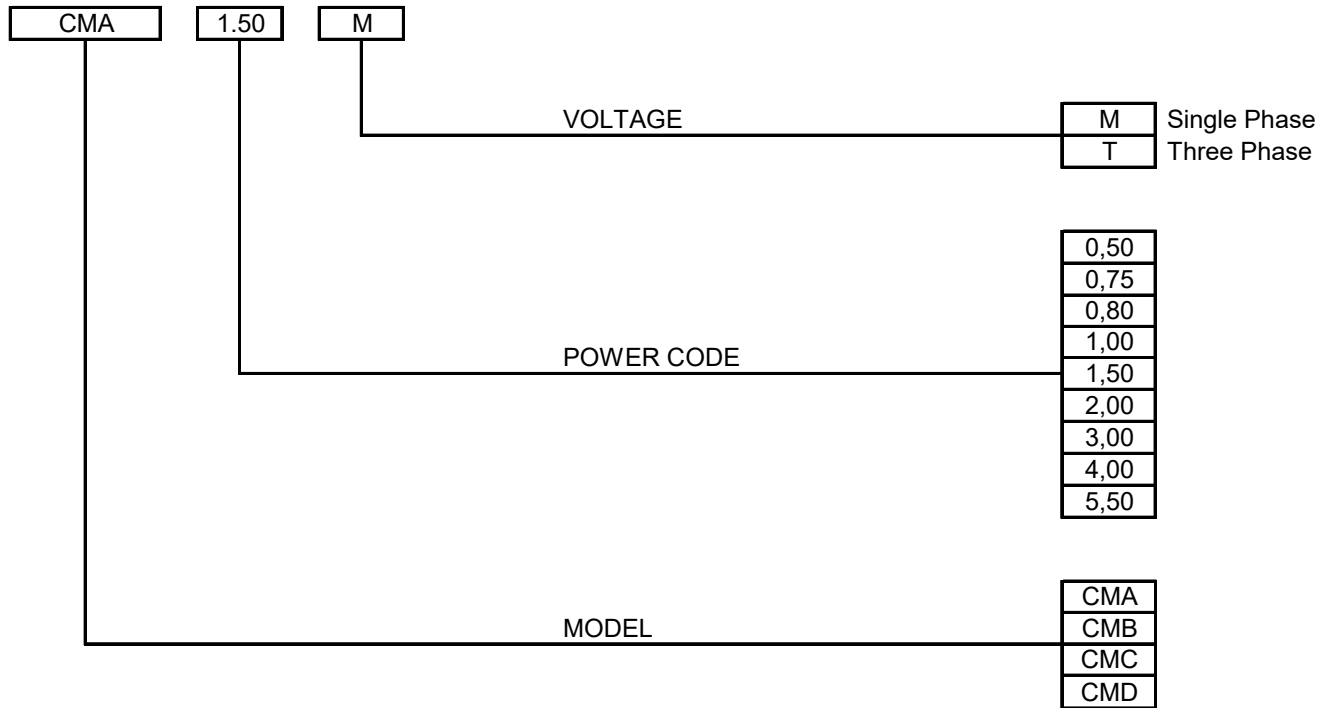 CMA 1.50 M
VOLTAGE
M Single Phase
T Three Phase
0,50
0,75
0,80
1,00
POWER CODE
1,50
2,00
3,00
4,00
5,50
CMA
MODEL
CMB
CMC
CMD